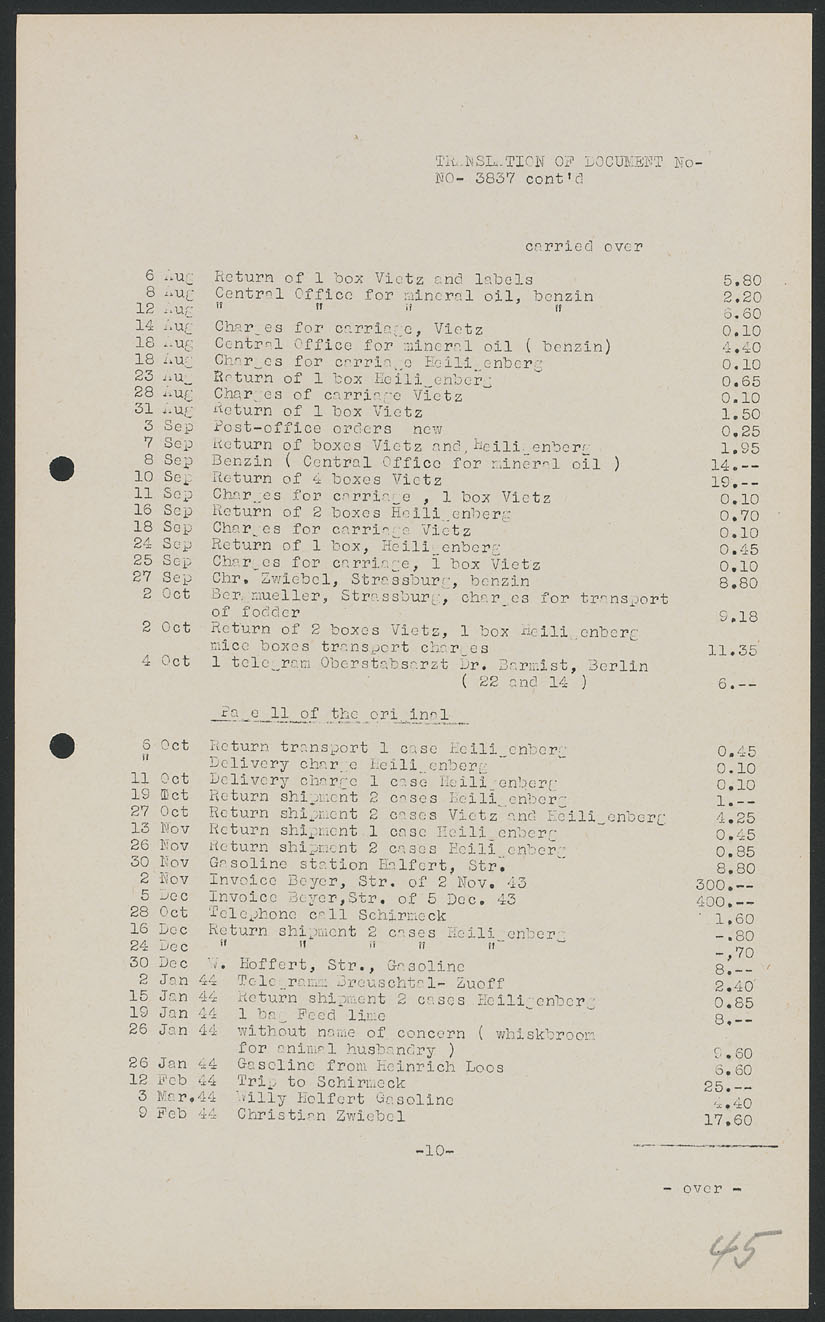 TRANSLATION OF DOCUMENT No-
NO- 3837 cont'd
carried over
6 Aug Return of 1 box Vietz and labels 5.80
8 Aug Central Office for mineral oil, benzin 2.20
12 Aug " " " " 6.60
14 Aug Charges for carriage, Vietz 0.10
18 Aug Central Office for mineral oil ( benzin) 4.40
18 Aug Charges for carriage Heiligenberg 0.10
23 Aug Return of 1 box Heiligenberg 0.65
28 Aug Charges of carriage Vietz 0.10
31 Aug Return of 1 box Vietz 1.50
3 Sep Post-office orders new 0.25
7 Sep Return of boxes Vietz and, Heiligenberg 1.95
8 Sep Benzin ( Central Office for mineral oil ) 14.--
10 Sep Return of 4 boxes Vietz 19.--
11 Sep Charges for carriage , 1 box Vietz 0.10
16 Sep Return of 2 boxes Heiligenberg 0.70
18 Sep Charges for carriage Vietz 0.10
24 Sep Return of 1 box, Heiligenberg 0.45
25 Sep Charges for carriage, 1 box Vietz 0.10
27 Sep Chr. Zwiebel, Strassburg, benzin 8.80
2 Oct Bergmueller, Strassburg, charges for transport
of fodder 9.18
2 Oct Return of 2 boxes Vietz, 1 box Heiligenberg
mice boxes transport charges 11.35
4 Oct 1 telegram Oberstabsarzt Dr. Barmist, Berlin
( 22 and 14 ) 6.--
Page 11 of the original
6 Oct Return transport 1 case Heiligenberg 0.45
" Delivery charge Heiligenberg 0.10
11 Oct Delivery charge 1 case Heiligenberg 0.10
19 Oct Return shipment 2 cases Heiligenberg 1.--
27 Oct Return shipment 2 cases Vietz and Heiligenberg 4.25
13 Nov Return shipment 1 case Heiligenberg 0.45
26 Nov Return shipment 2 cases Heiligenberg 0.85
30 Nov Gasoline station Halfert, Str. 8.80
2 Nov Invoice Beyer, Str. of 2 Nov. 43 300.--
5 Dec Invoice Beyer,Str. of 5 Dec. 43 400.--
28 Oct Telephone call Schirmeck 1.60
16 Dec Return shipment 2 cases Heiligenberg -.80
24 Dec " " " " " -,70
30 Dec W. Hoffert, Str., Gasoline 8.--
2 Jan 44 Telegramm Breuschtal- Zuoff 2.40
15 Jan 44 Return shipment 2 cases Heiligenberg 0.85
19 Jan 44 1 bag Feed lime 8.--
26 Jan 44 without name of concern ( whiskbroom
for animal husbandry ) 9.60
26 Jan 44 Gasoline from Heinrich Loos 6.60
12 Feb 44 Trip to Schirmeck 25.--
3 Mar.44 Willy Helfert Gasoline 4.40
9 Feb 44 Christian Zwiebel 17.60
-10-
- over -
45